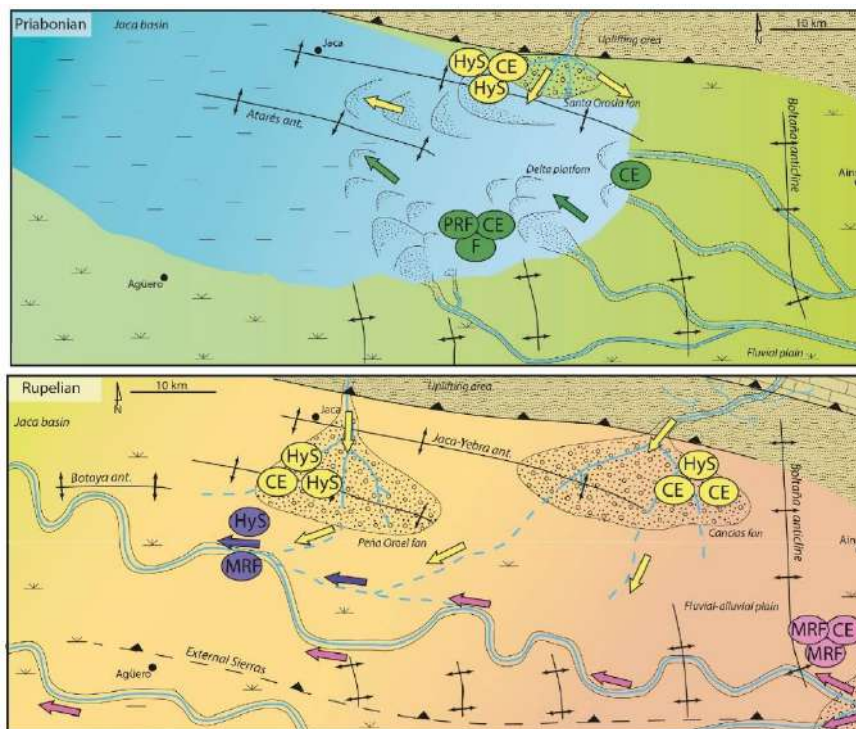 Priabonian
Jaca basin
Jaca
Uplifting area
10 km
N
HyS
CE
HyS
Santa Orosia fan
Atarés ant.
Boltaña anticline
Delta platform
CE
PRF
CE
F
Agüero
Fluvial plain
Rupelian
N
10 km
Uplifting area
Jaca basin
Jaca
Jaca-Yebra ant.
HyS
CE
HyS
HyS
CE
CE
Botaya ant.
Boltaña anticline
HyS
Peña Oroel fan
Cancias fan
MRF
Fluvial-alluvial plain
MRF
CE
MRF
External Sierras
Agüero